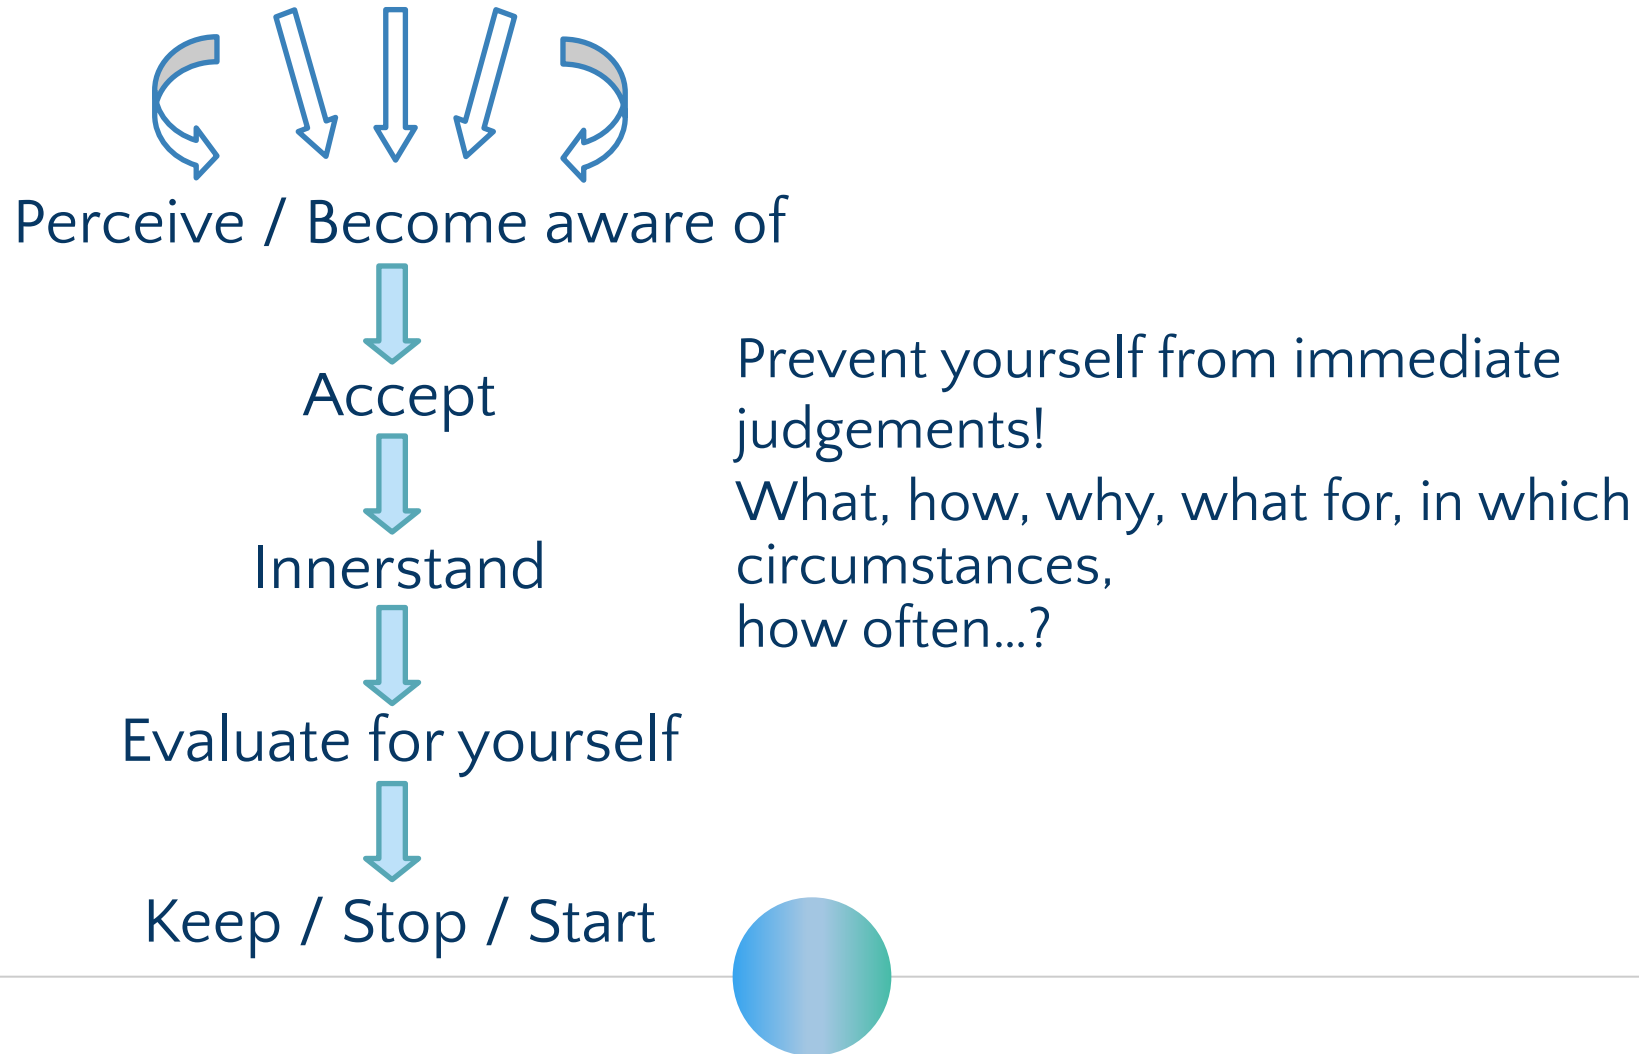 Perceive / Become aware of
Accept
Innerstand
Evaluate for yourself
Keep / Stop / Start
Prevent yourself from immediate
judgements!
What, how, why, what for, in which
circumstances,
how often...?